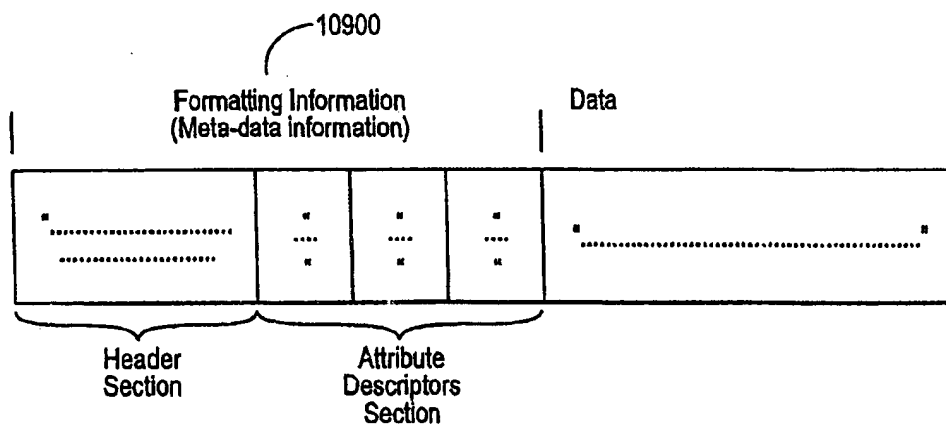 10900
Formatting Information
(Meta-data information)
Data
Header
Section
Attribute
Descriptors
Section